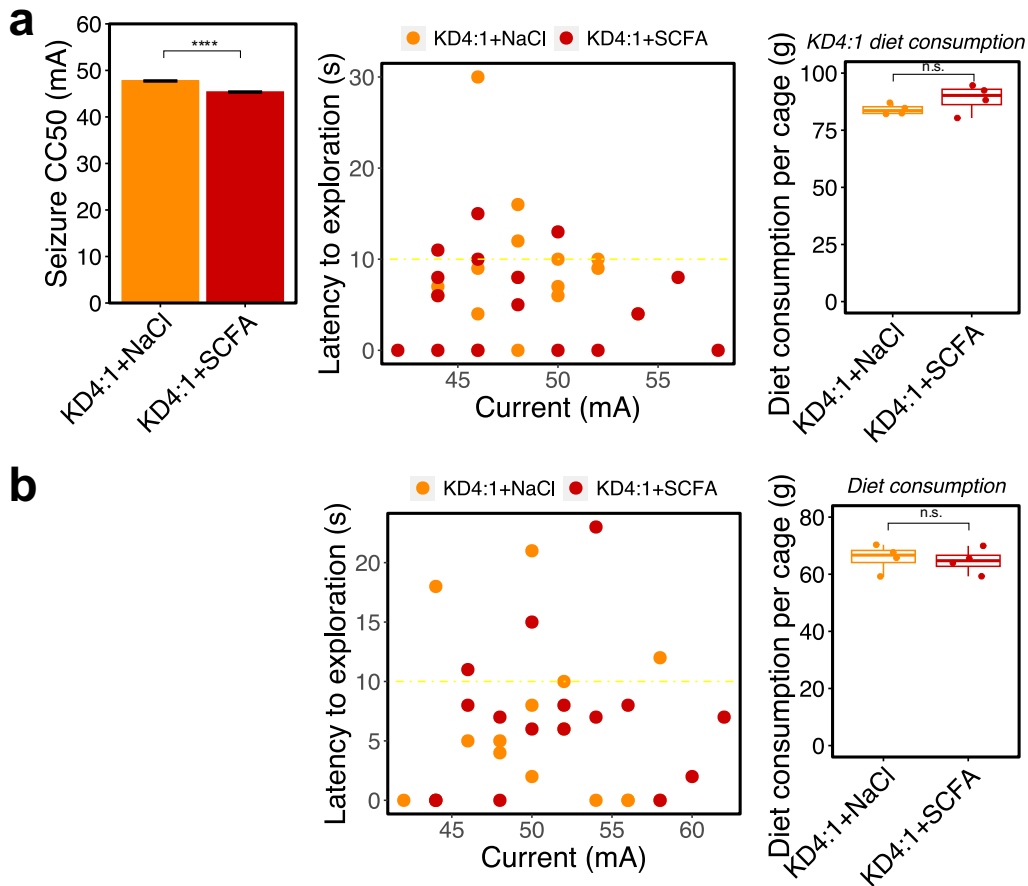 a
Seizure CC50 (mA)
60
50
40
30
20
10
0
****
KD4:1+NaCl
KD4:1+SCFA
KD4:1+NaCl KD4:1+SCFA
Latency to exploration (s)
30
20
10
0
45 50 55
Current (mA)
KD4:1 diet consumption
n.s.
Diet consumption per cage (g)
100
75
50
25
0
KD4:1+NaCl
KD4:1+SCFA
b
KD4:1+NaCl KD4:1+SCFA
Latency to exploration (s)
20
15
10
5
0
45 50 55 60
Current (mA)
Diet consumption
n.s.
Diet consumption per cage (g)
80
60
40
20
0
KD4:1+NaCl
KD4:1+SCFA